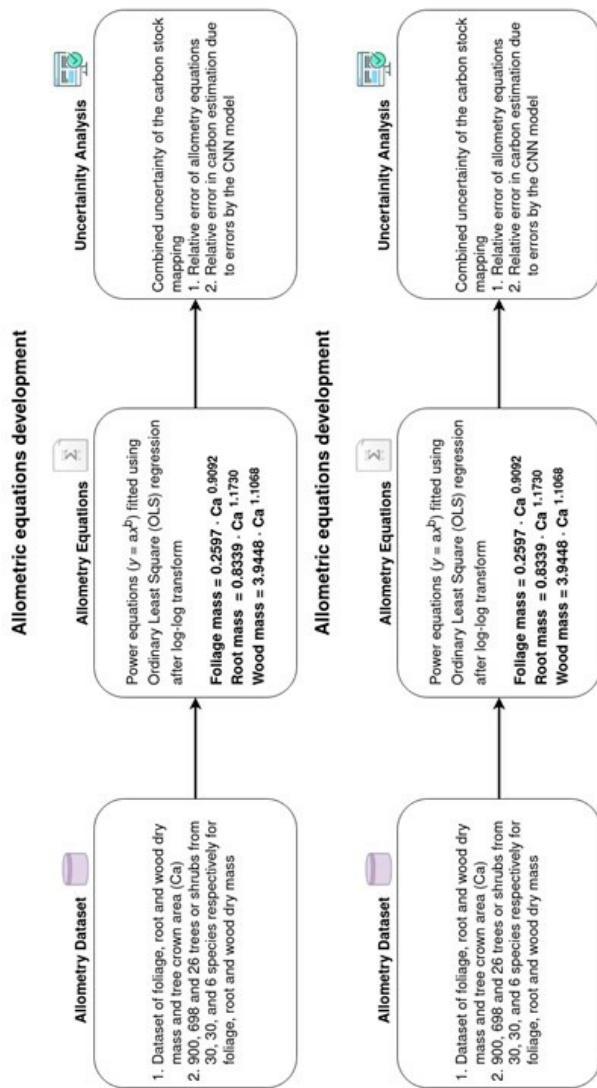 Allometric equations development
Allometry Dataset
1. Dataset of foliage, root and wood dry
mass and tree crown area (Ca)
2. 900, 698 and 26 trees or shrubs from
30, 30, and 6 species respectively for
foliage, root and wood dry mass
Allometry Equations
Power equations (y = ax^b) fitted using
Ordinary Least Square (OLS) regression
after log-log transform
Foliage mass = 0.2597 · Ca^0.9092
Root mass = 0.8339 · Ca^1.1730
Wood mass = 3.9448 · Ca^1.1068
Uncertainity Analysis
Combined uncertainty of the carbon stock
mapping
1. Relative error of allometry equations
2. Relative error in carbon estimation due
to errors by the CNN model
Allometric equations development
Allometry Dataset
1. Dataset of foliage, root and wood dry
mass and tree crown area (Ca)
2. 900, 698 and 26 trees or shrubs from
30, 30, and 6 species respectively for
foliage, root and wood dry mass
Allometry Equations
Power equations (y = ax^b) fitted using
Ordinary Least Square (OLS) regression
after log-log transform
Foliage mass = 0.2597 · Ca^0.9092
Root mass = 0.8339 · Ca^1.1730
Wood mass = 3.9448 · Ca^1.1068
Uncertainity Analysis
Combined uncertainty of the carbon stock
mapping
1. Relative error of allometry equations
2. Relative error in carbon estimation due
to errors by the CNN model